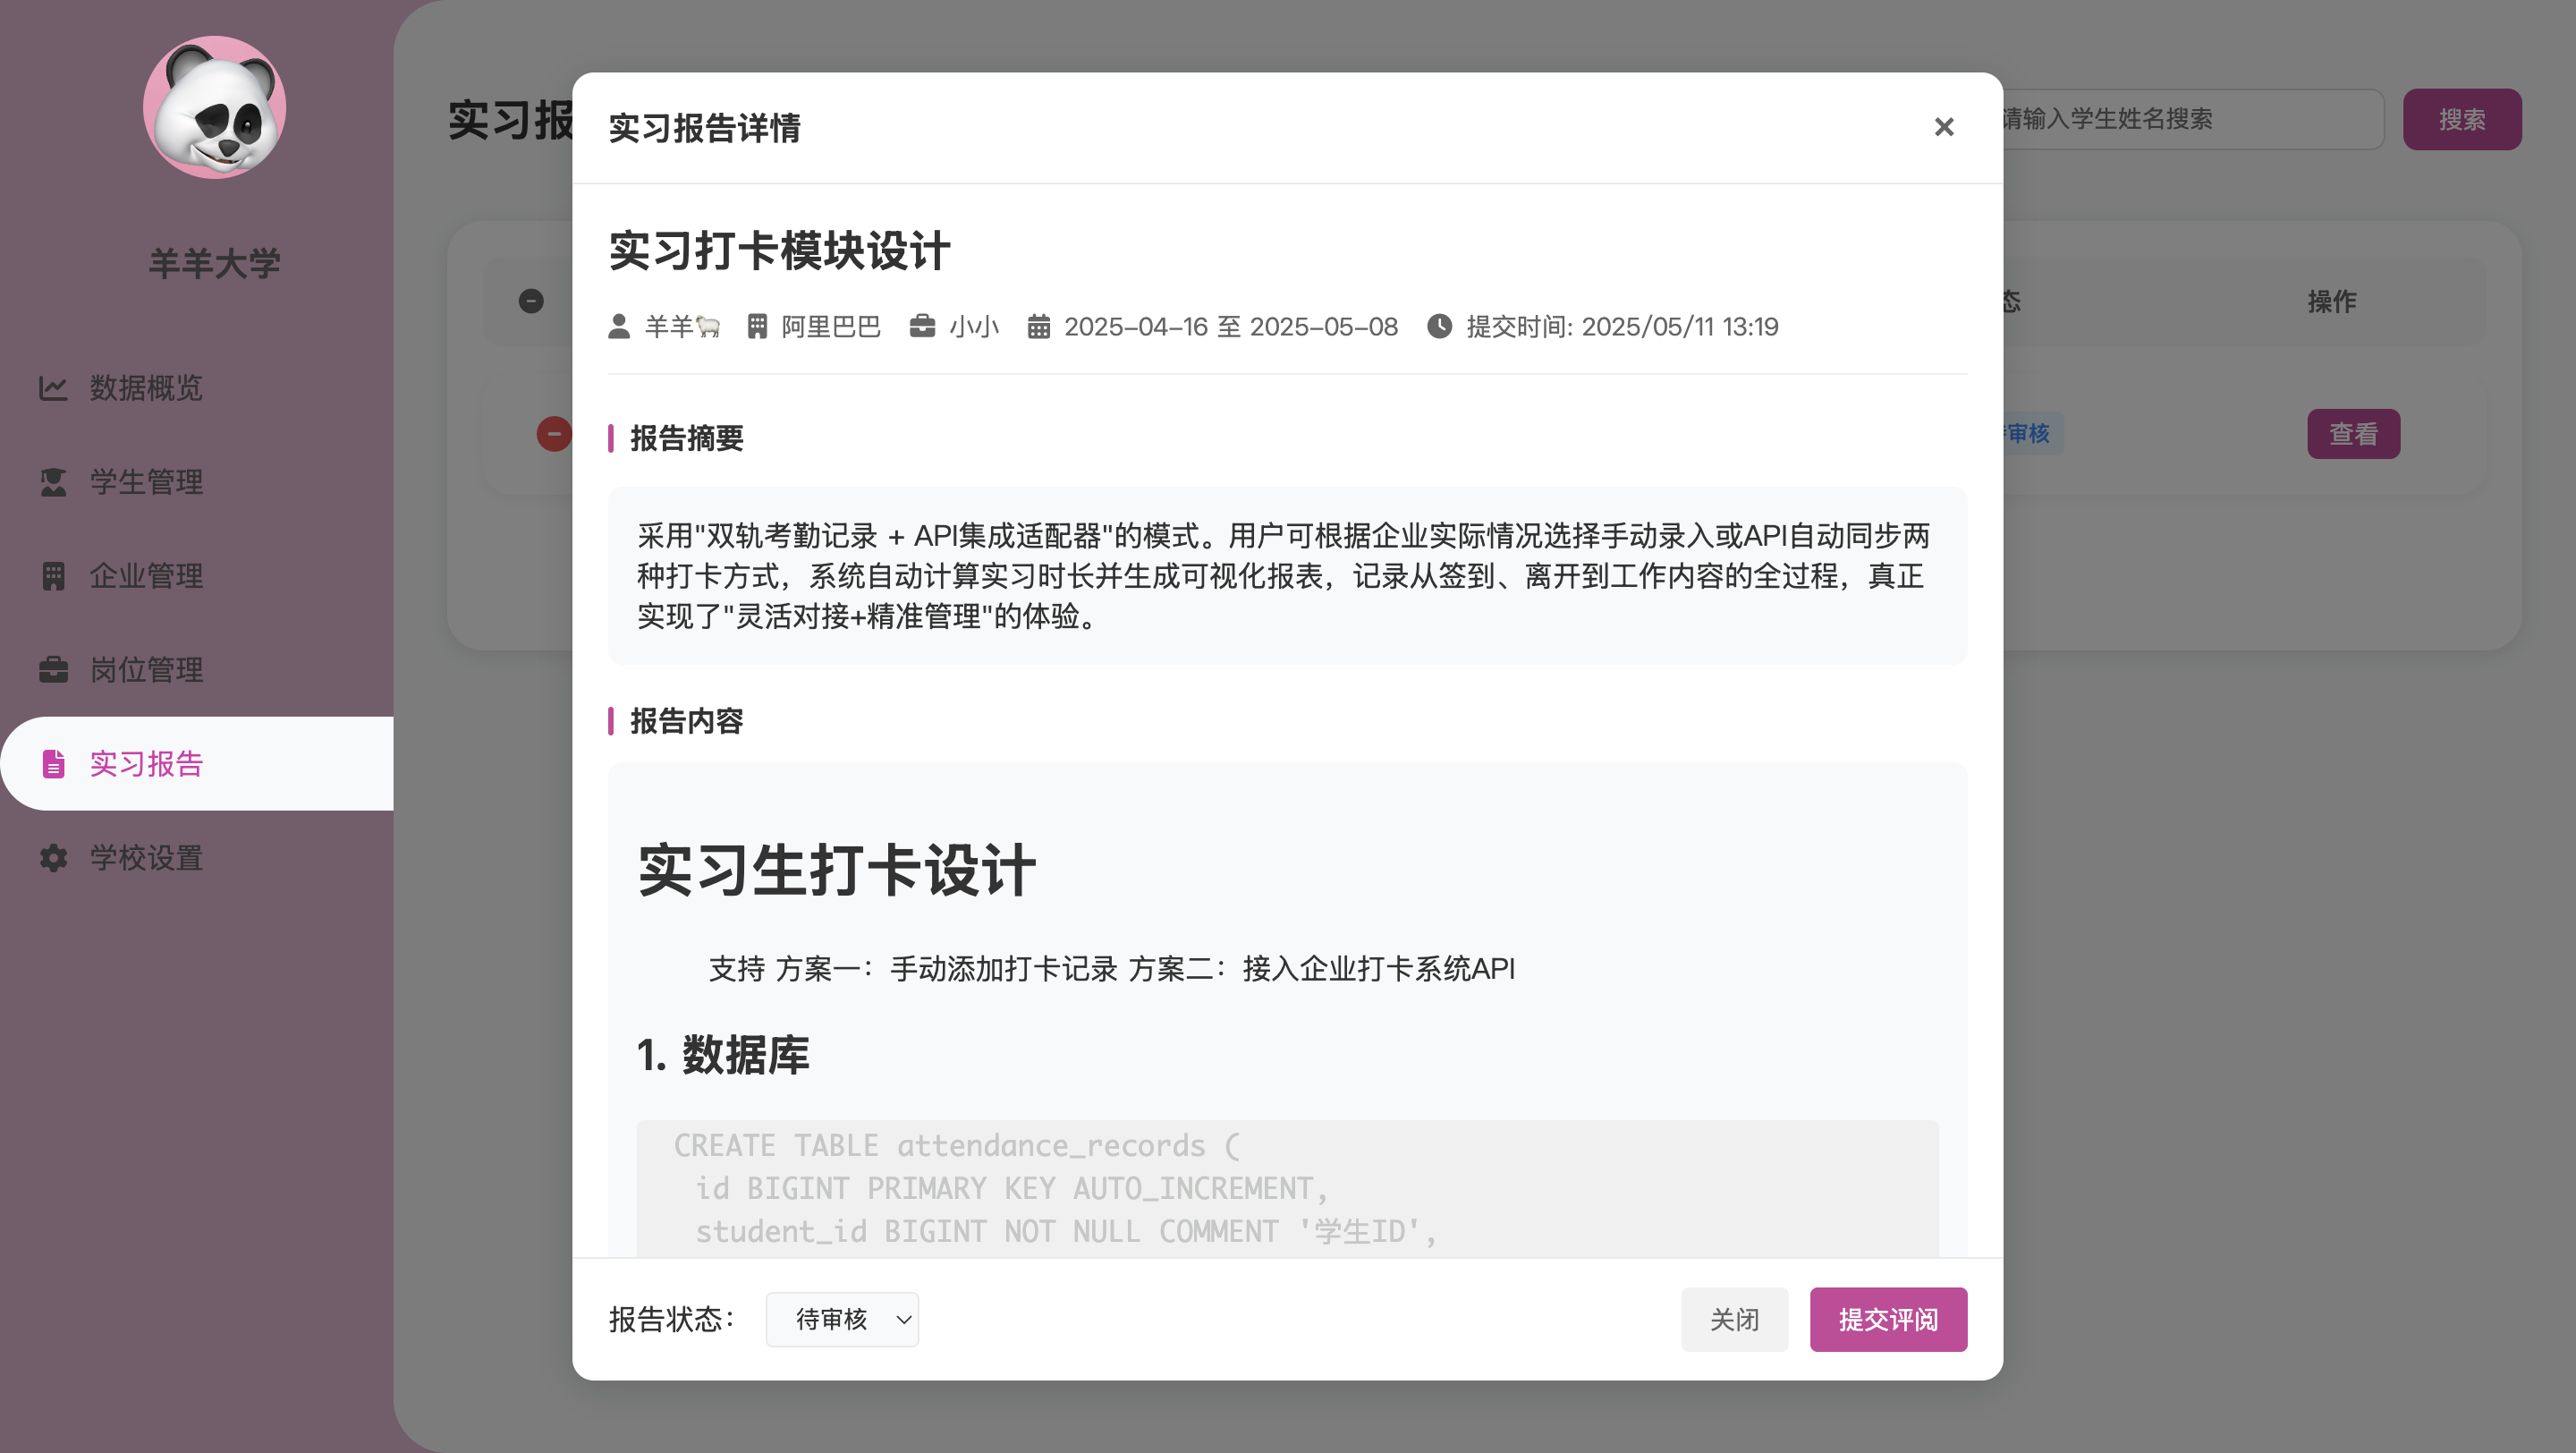 羊羊大学
数据概览
学生管理
企业管理
岗位管理
实习报告
学校设置
实习报
请输入学生姓名搜索
搜索
态
操作
审核
查看
实习报告详情
实习打卡模块设计
羊羊🐑 阿里巴巴 小小 2025-04-16 至 2025-05-08 提交时间: 2025/05/11 13:19
报告摘要
采用"双轨考勤记录 + API集成适配器"的模式。用户可根据企业实际情况选择手动录入或API自动同步两
种打卡方式，系统自动计算实习时长并生成可视化报表，记录从签到、离开到工作内容的全过程，真正
实现了"灵活对接+精准管理"的体验。
报告内容
实习生打卡设计
支持 方案一：手动添加打卡记录 方案二：接入企业打卡系统API
1. 数据库
CREATE TABLE attendance_records (
id BIGINT PRIMARY KEY AUTO_INCREMENT,
student_id BIGINT NOT NULL COMMENT '学生ID',
报告状态：
待审核
关闭
提交评阅